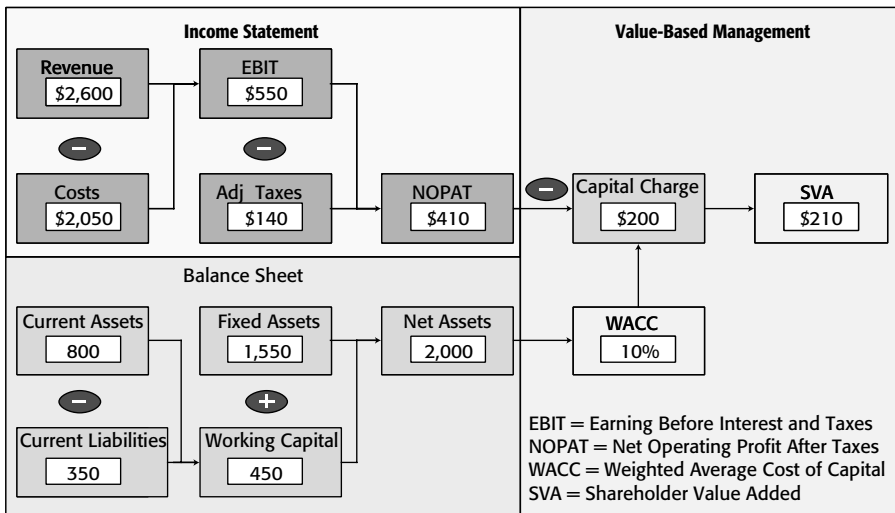 Income Statement
Value-Based Management
Revenue
$2,600
EBIT
$550
−
−
Costs
$2,050
Adj Taxes
$140
NOPAT
$410
−
Capital Charge
$200
SVA
$210
Balance Sheet
Current Assets
800
Fixed Assets
1,550
Net Assets
2,000
WACC
10%
−
+
Current Liabilities
350
Working Capital
450
EBIT = Earning Before Interest and Taxes
NOPAT = Net Operating Profit After Taxes
WACC = Weighted Average Cost of Capital
SVA = Shareholder Value Added